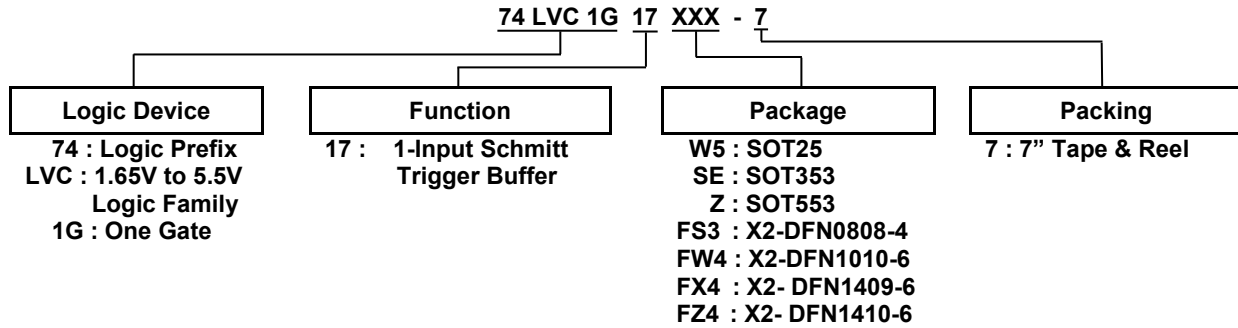 74 LVC 1G 17 XXX - 7
Logic Device
74 : Logic Prefix
LVC : 1.65V to 5.5V
Logic Family
1G : One Gate
Function
17 : 1-Input Schmitt
Trigger Buffer
Package
W5 : SOT25
SE : SOT353
Z : SOT553
FS3 : X2-DFN0808-4
FW4 : X2-DFN1010-6
FX4 : X2- DFN1409-6
FZ4 : X2- DFN1410-6
Packing
7 : 7” Tape & Reel